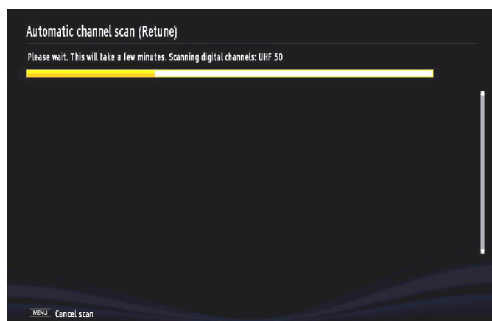 Automatic channel scan (Retune)
Please wait. This will take a few minutes. Scanning digital channels: UHF 50
MENU Cancel scan